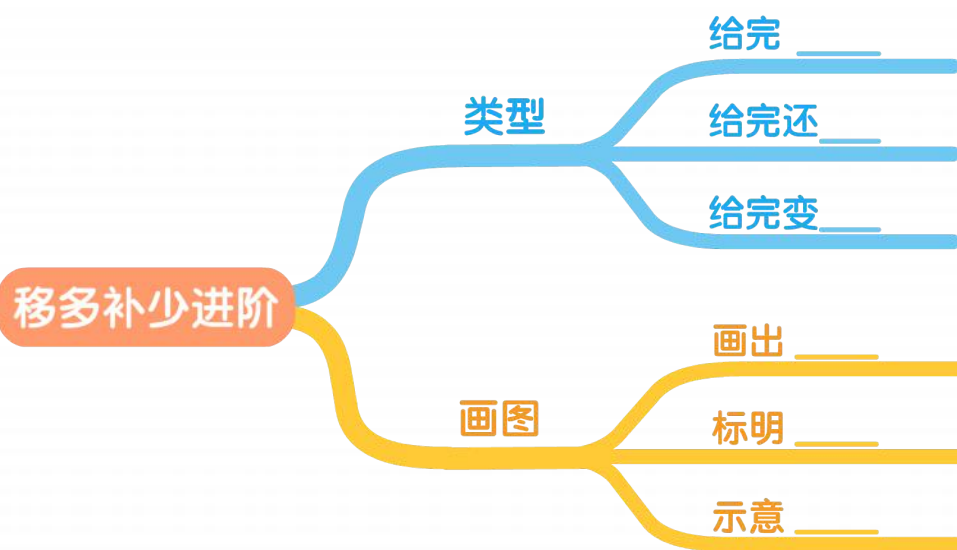 移多补少进阶
类型
给完 ____
给完还____
给完变____
画图
画出 ____
标明 ____
示意 ____